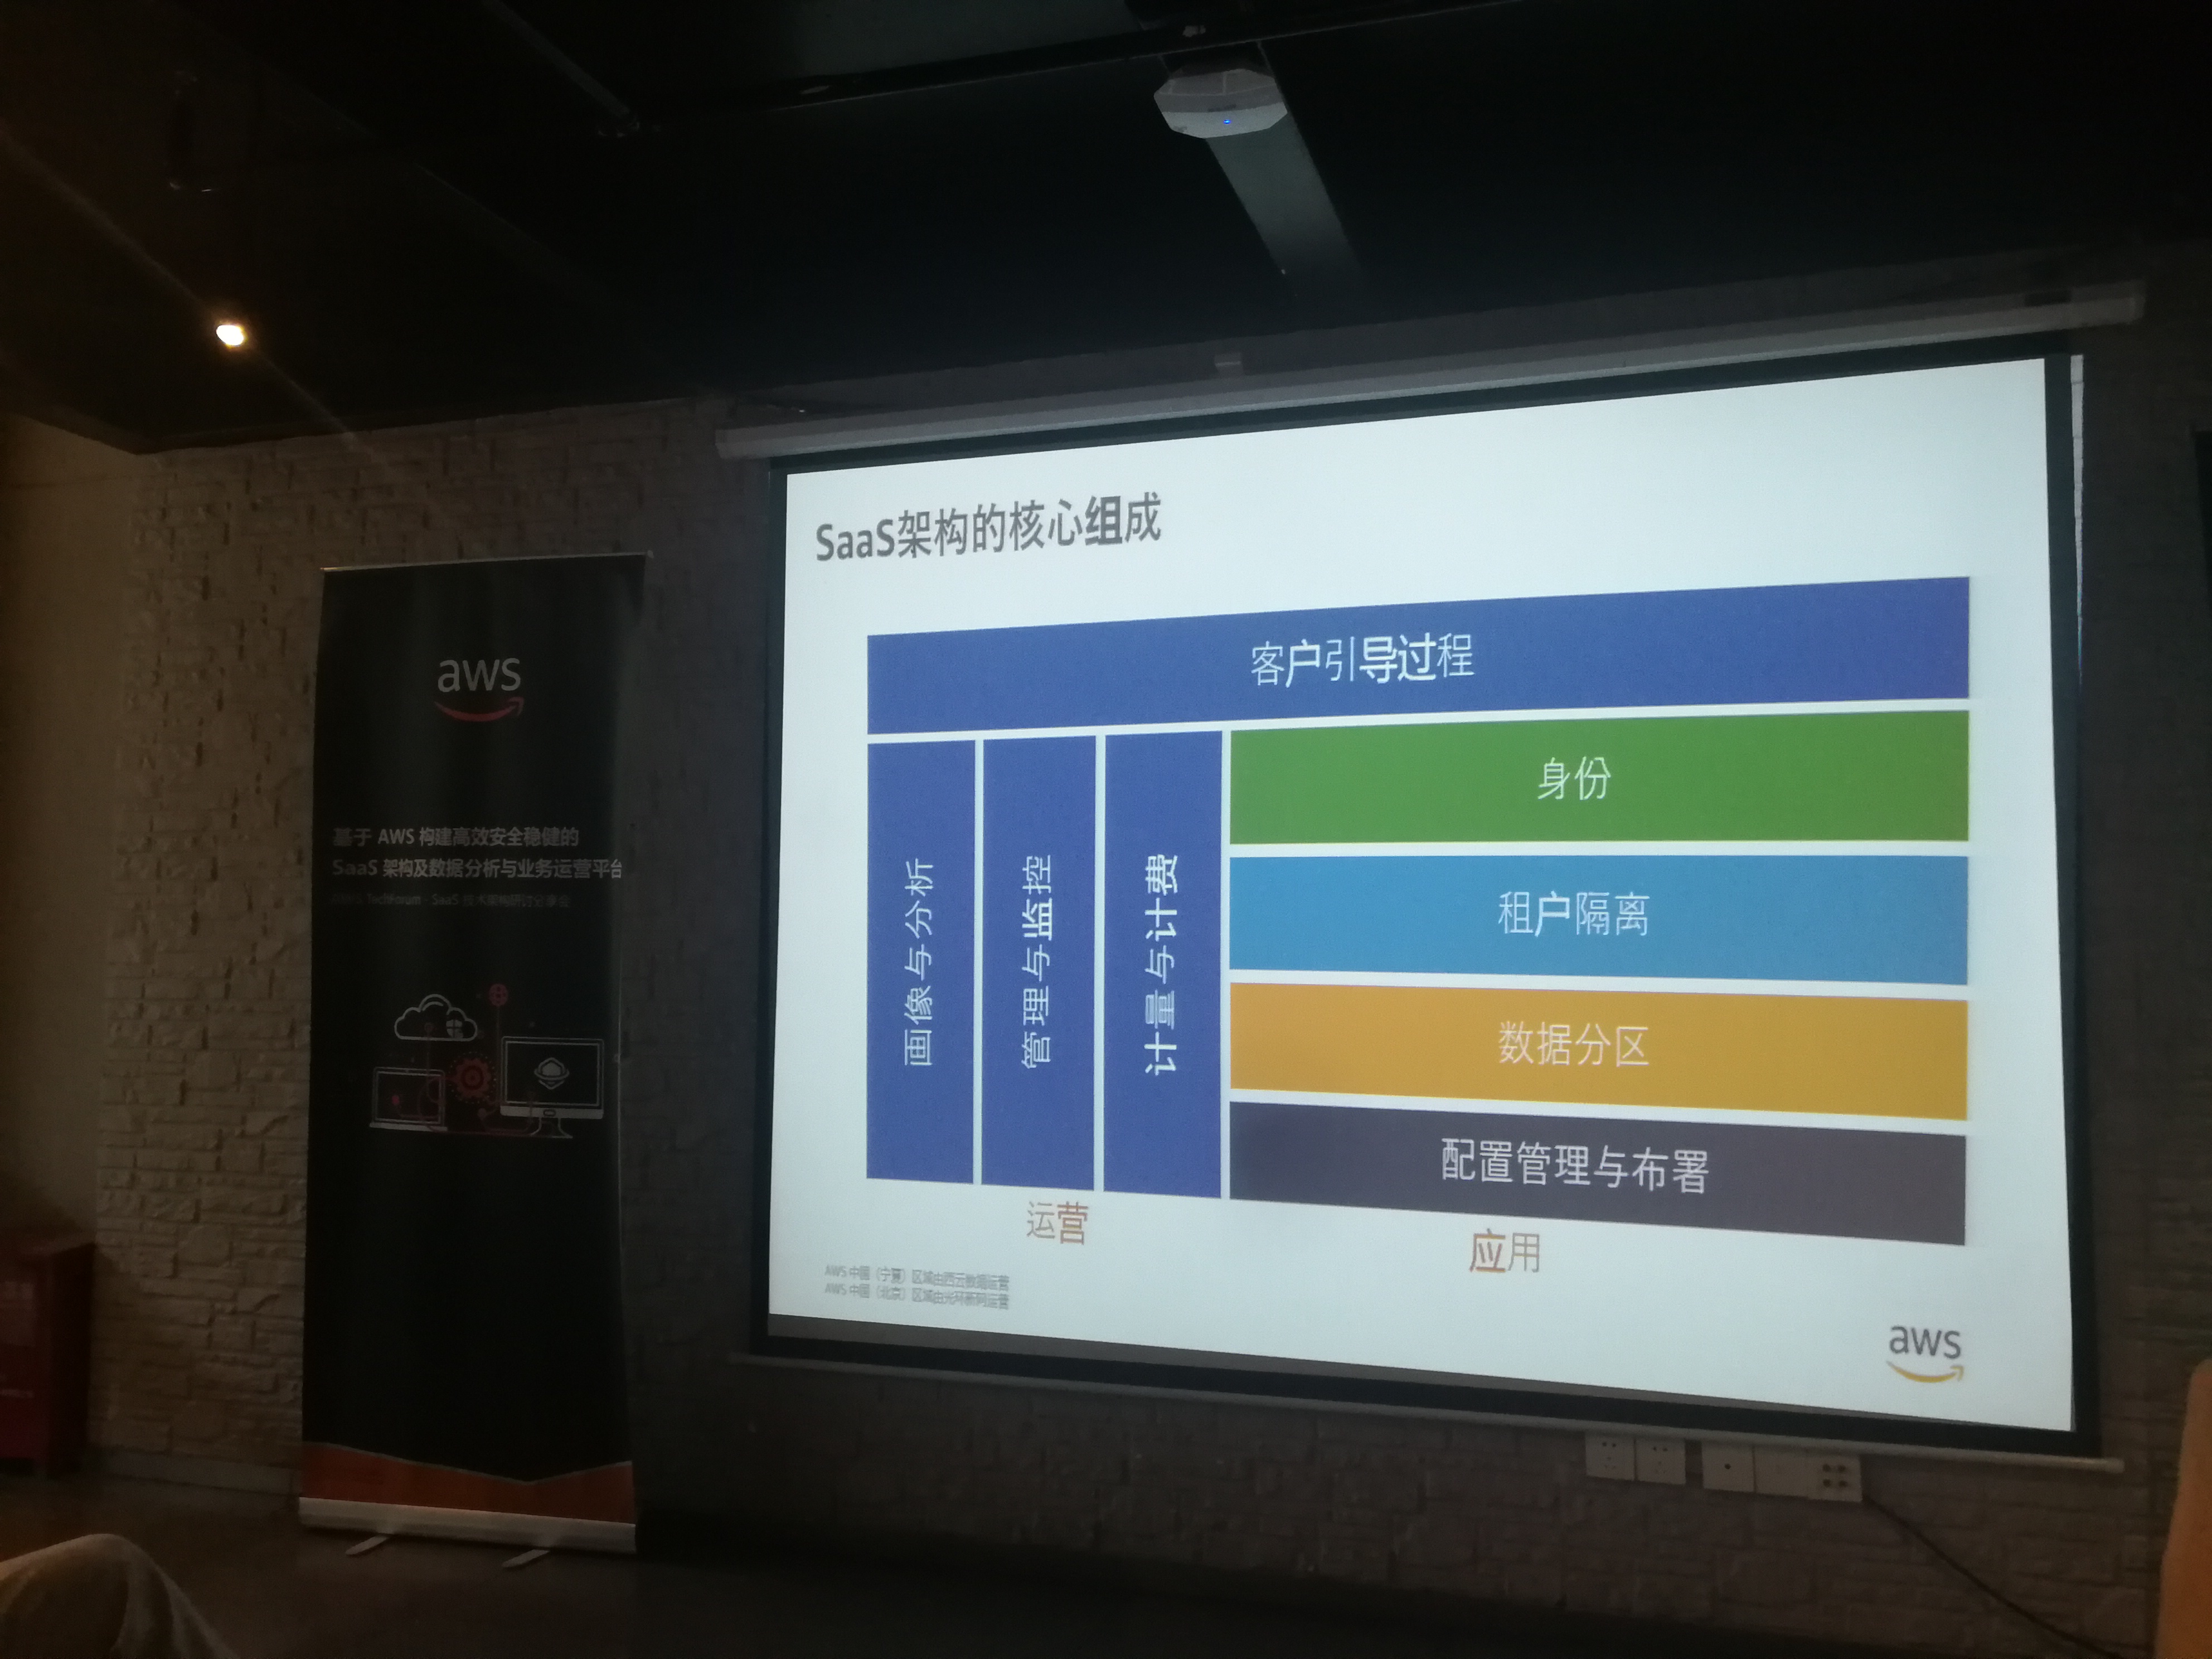 aws
基于 AWS 构建高效安全稳健的
SaaS 架构及数据分析与业务运营平台
TechForum - SaaS 技术架构研讨分享会
SaaS架构的核心组成
客户引导过程
画像与分析
管理与监控
计量与计费
身份
租户隔离
数据分区
配置管理与布署
运营
应用
AWS 中国（宁夏）区域由西云数据运营
AWS 中国（北京）区域由光环新网运营
aws